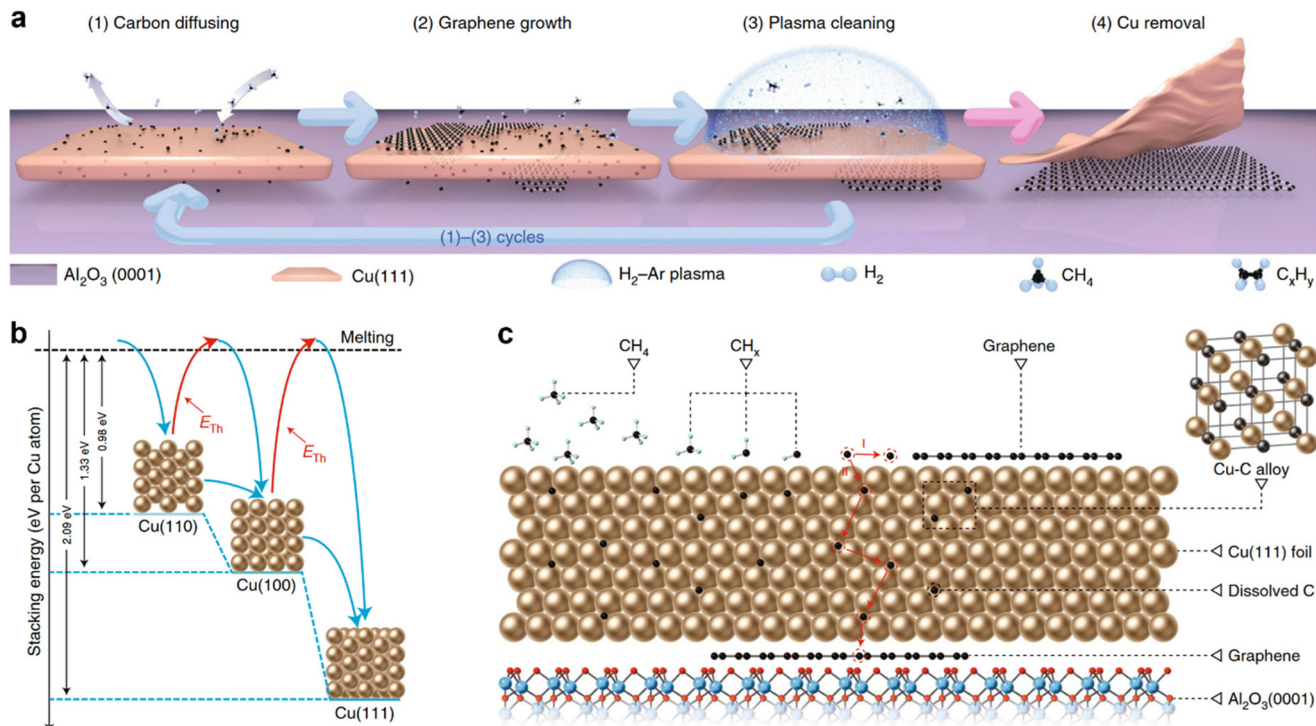 a
(1) Carbon diffusing
(2) Graphene growth
(3) Plasma cleaning
(4) Cu removal
(1)–(3) cycles
Al₂O₃ (0001)
Cu(111)
H₂–Ar plasma
H₂
CH₄
CₓHᵧ
b
Melting
Stacking energy (eV per Cu atom)
2.09 eV
1.33 eV
0.98 eV
E_Th
E_Th
Cu(110)
Cu(100)
Cu(111)
c
CH₄
CHₓ
Graphene
Cu-C alloy
I
II
Cu(111) foil
Dissolved C
Graphene
Al₂O₃(0001)